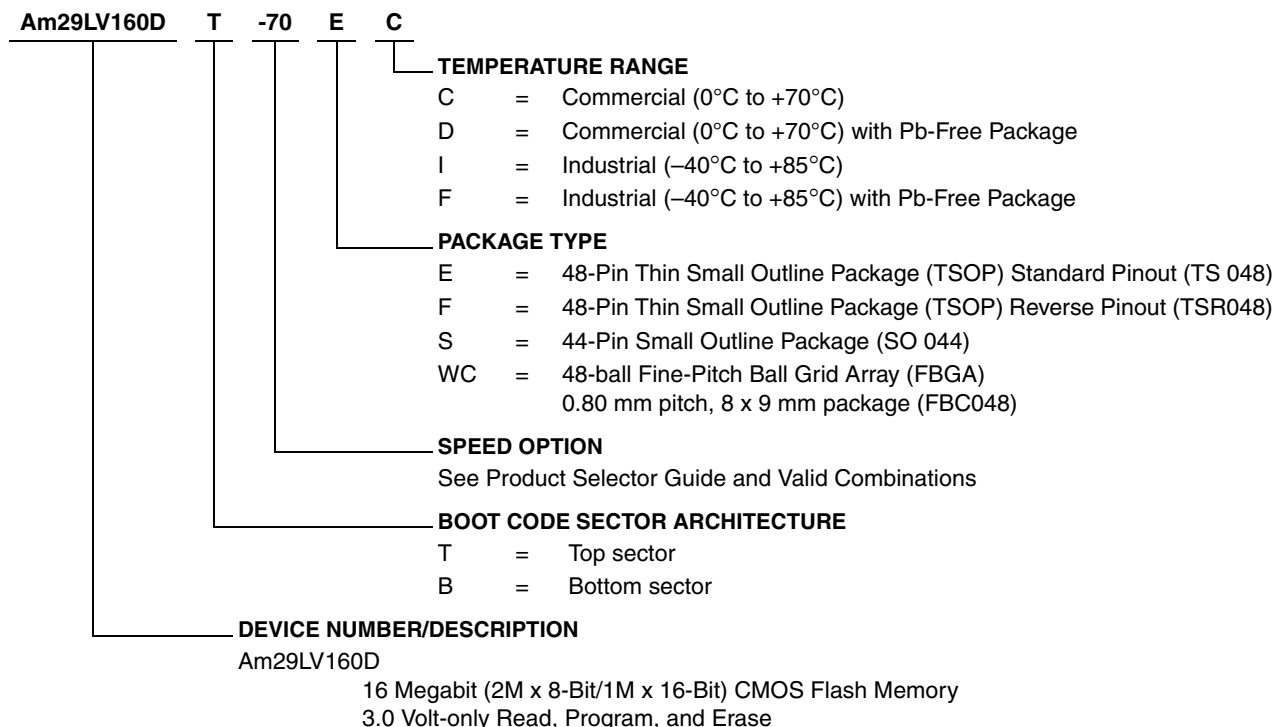 Am29LV160D T -70 E C
TEMPERATURE RANGE
C = Commercial (0°C to +70°C)
D = Commercial (0°C to +70°C) with Pb-Free Package
I = Industrial (–40°C to +85°C)
F = Industrial (–40°C to +85°C) with Pb-Free Package
PACKAGE TYPE
E = 48-Pin Thin Small Outline Package (TSOP) Standard Pinout (TS 048)
F = 48-Pin Thin Small Outline Package (TSOP) Reverse Pinout (TSR048)
S = 44-Pin Small Outline Package (SO 044)
WC = 48-ball Fine-Pitch Ball Grid Array (FBGA)
0.80 mm pitch, 8 x 9 mm package (FBC048)
SPEED OPTION
See Product Selector Guide and Valid Combinations
BOOT CODE SECTOR ARCHITECTURE
T = Top sector
B = Bottom sector
DEVICE NUMBER/DESCRIPTION
Am29LV160D
16 Megabit (2M x 8-Bit/1M x 16-Bit) CMOS Flash Memory
3.0 Volt-only Read, Program, and Erase